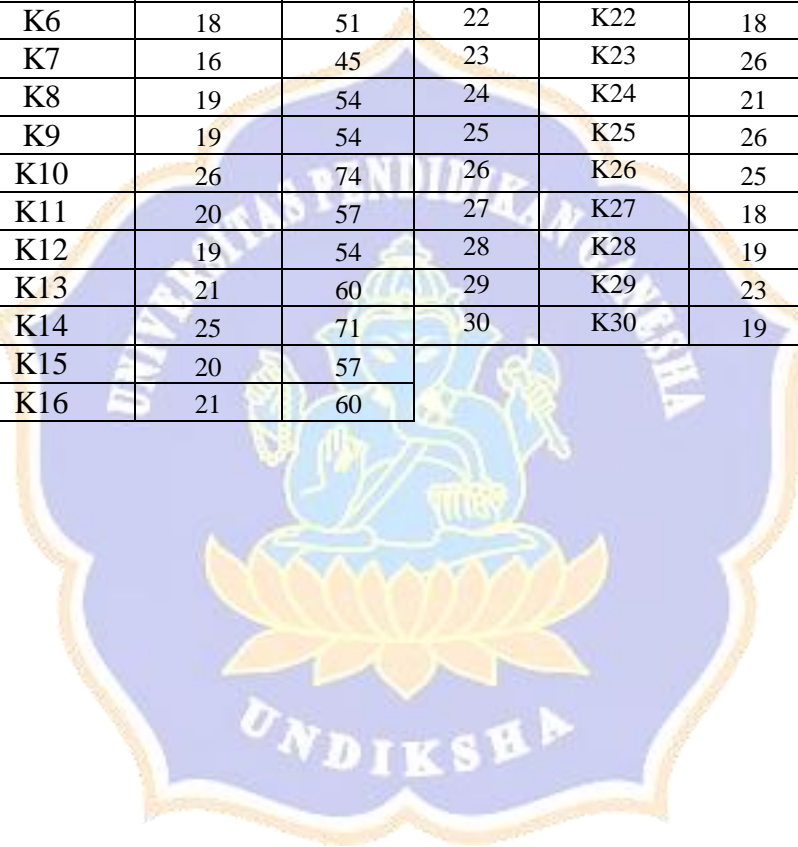 K6 18 51 22 K22 18
K7 16 45 23 K23 26
K8 19 54 24 K24 21
K9 19 54 25 K25 26
K10 26 74 26 K26 25
K11 20 57 27 K27 18
K12 19 54 28 K28 19
K13 21 60 29 K29 23
K14 25 71 30 K30 19
K15 20 57
K16 21 60
UNIVERSITAS PENDIDIKAN GANESHA
UNDIKSHA